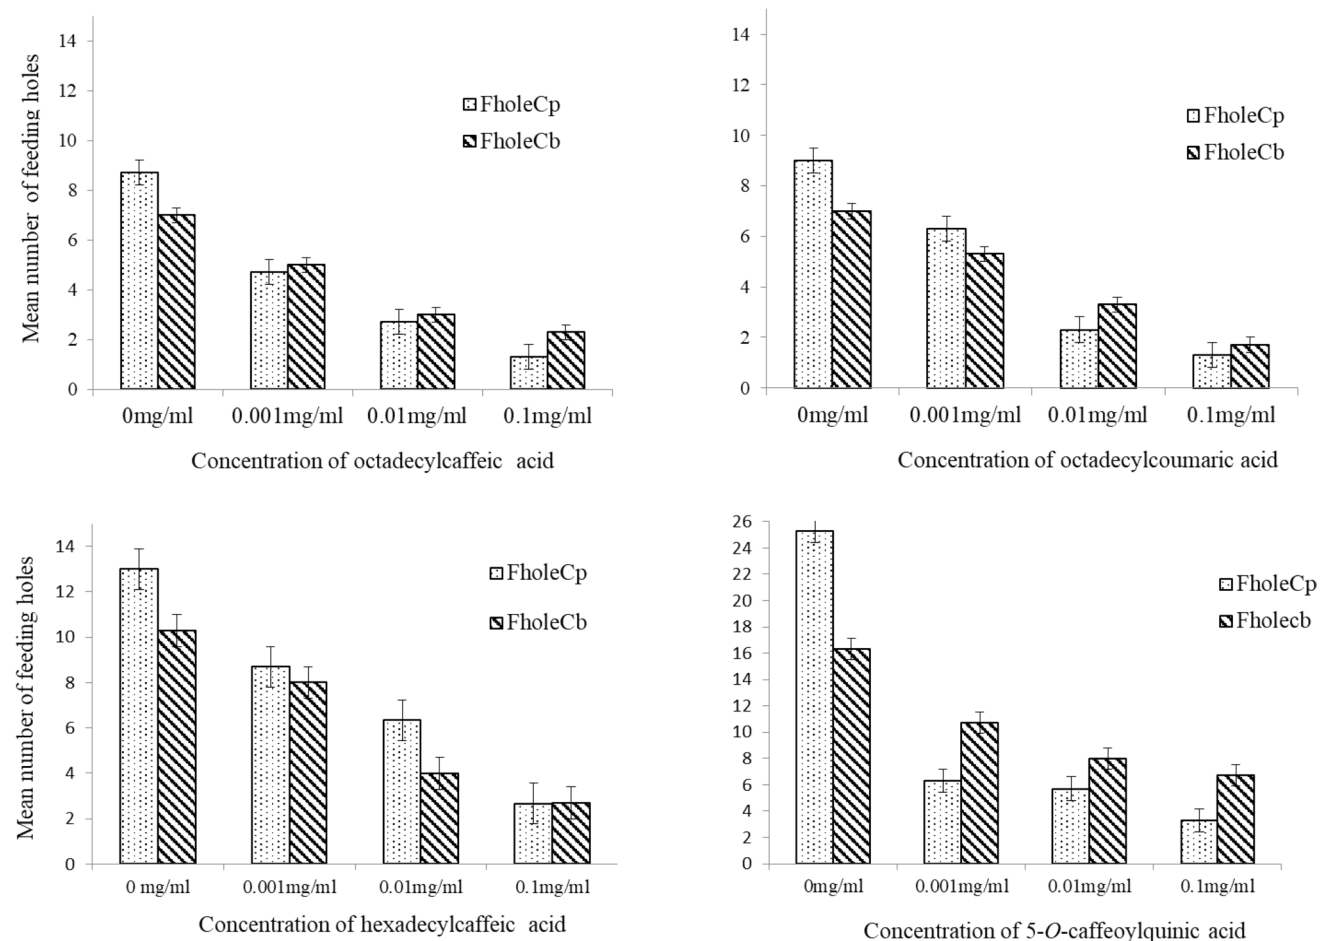 Mean number of feeding holes
14
12
10
8
6
4
2
0
FholeCp
FholeCb
0mg/ml 0.001mg/ml 0.01mg/ml 0.1mg/ml
Concentration of octadecylcaffeic acid
14
12
10
8
6
4
2
0
FholeCp
FholeCb
0mg/ml 0.001mg/ml 0.01mg/ml 0.1mg/ml
Concentration of octadecylcoumaric acid
Mean number of feeding holes
14
12
10
8
6
4
2
0
FholeCp
FholeCb
0 mg/ml 0.001mg/ml 0.01mg/ml 0.1mg/ml
Concentration of hexadecylcaffeic acid
26
24
22
20
18
16
14
12
10
8
6
4
2
0
FholeCp
Fholecb
0mg/ml 0.001mg/ml 0.01mg/ml 0.1mg/ml
Concentration of 5-O-caffeoylquinic acid